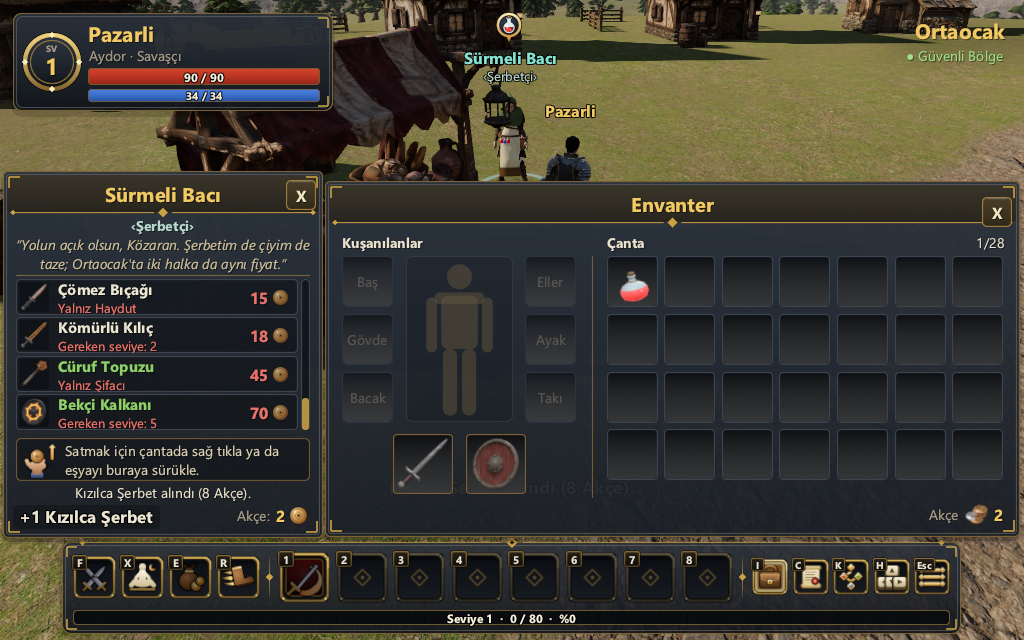 SV
1
Pazarli
Aydor · Savaşçı
90 / 90
34 / 34
Sürmeli Bacı
‹Şerbetçi›
Pazarli
Ortaocak
• Güvenli Bölge
Sürmeli Bacı
X
‹Şerbetçi›
"Yolun açık olsun, Közaran. Şerbetim de çiyim de
taze; Ortaocak'ta iki halka da aynı fiyat."
Çömez Bıçağı
Yalnız Haydut
15
Kömürlü Kılıç
Gereken seviye: 2
18
Cüruf Topuzu
Yalnız Şifacı
45
Bekçi Kalkanı
Gereken seviye: 5
70
Satmak için çantada sağ tıkla ya da
eşyayı buraya sürükle.
Kızılca Şerbet alındı (8 Akçe).
+1 Kızılca Şerbet
Akçe: 2
Envanter
X
Kuşanılanlar
Baş
Gövde
Bacak
Eller
Ayak
Takı
Çanta
1/28
Akçe 2
F
X
E
R
1
2
3
4
5
6
7
8
I
C
K
H
Esc
Seviye 1 · 0 / 80 · %0